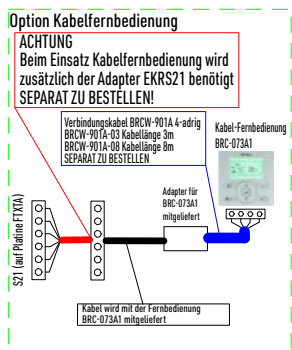 Option Kabelfernbedienung
ACHTUNG
Beim Einsatz Kabelfernbedienung wird
zusätzlich der Adapter EKRS21 benötigt
SEPARAT ZU BESTELLEN!
Verbindungskabel BRCW-901A 4-adrig
BRCW-901A-03 Kabellänge 3m
BRCW-901A-08 Kabellänge 8m
SEPARAT ZU BESTELLEN
Kabel-Fernbedienung
BRC-073A1
Adapter für
BRC-073A1
mitgeliefert
S21 (auf Platine FTXTA)
Kabel wird mit der Fernbedienung
BRC-073A1 mitgeliefert